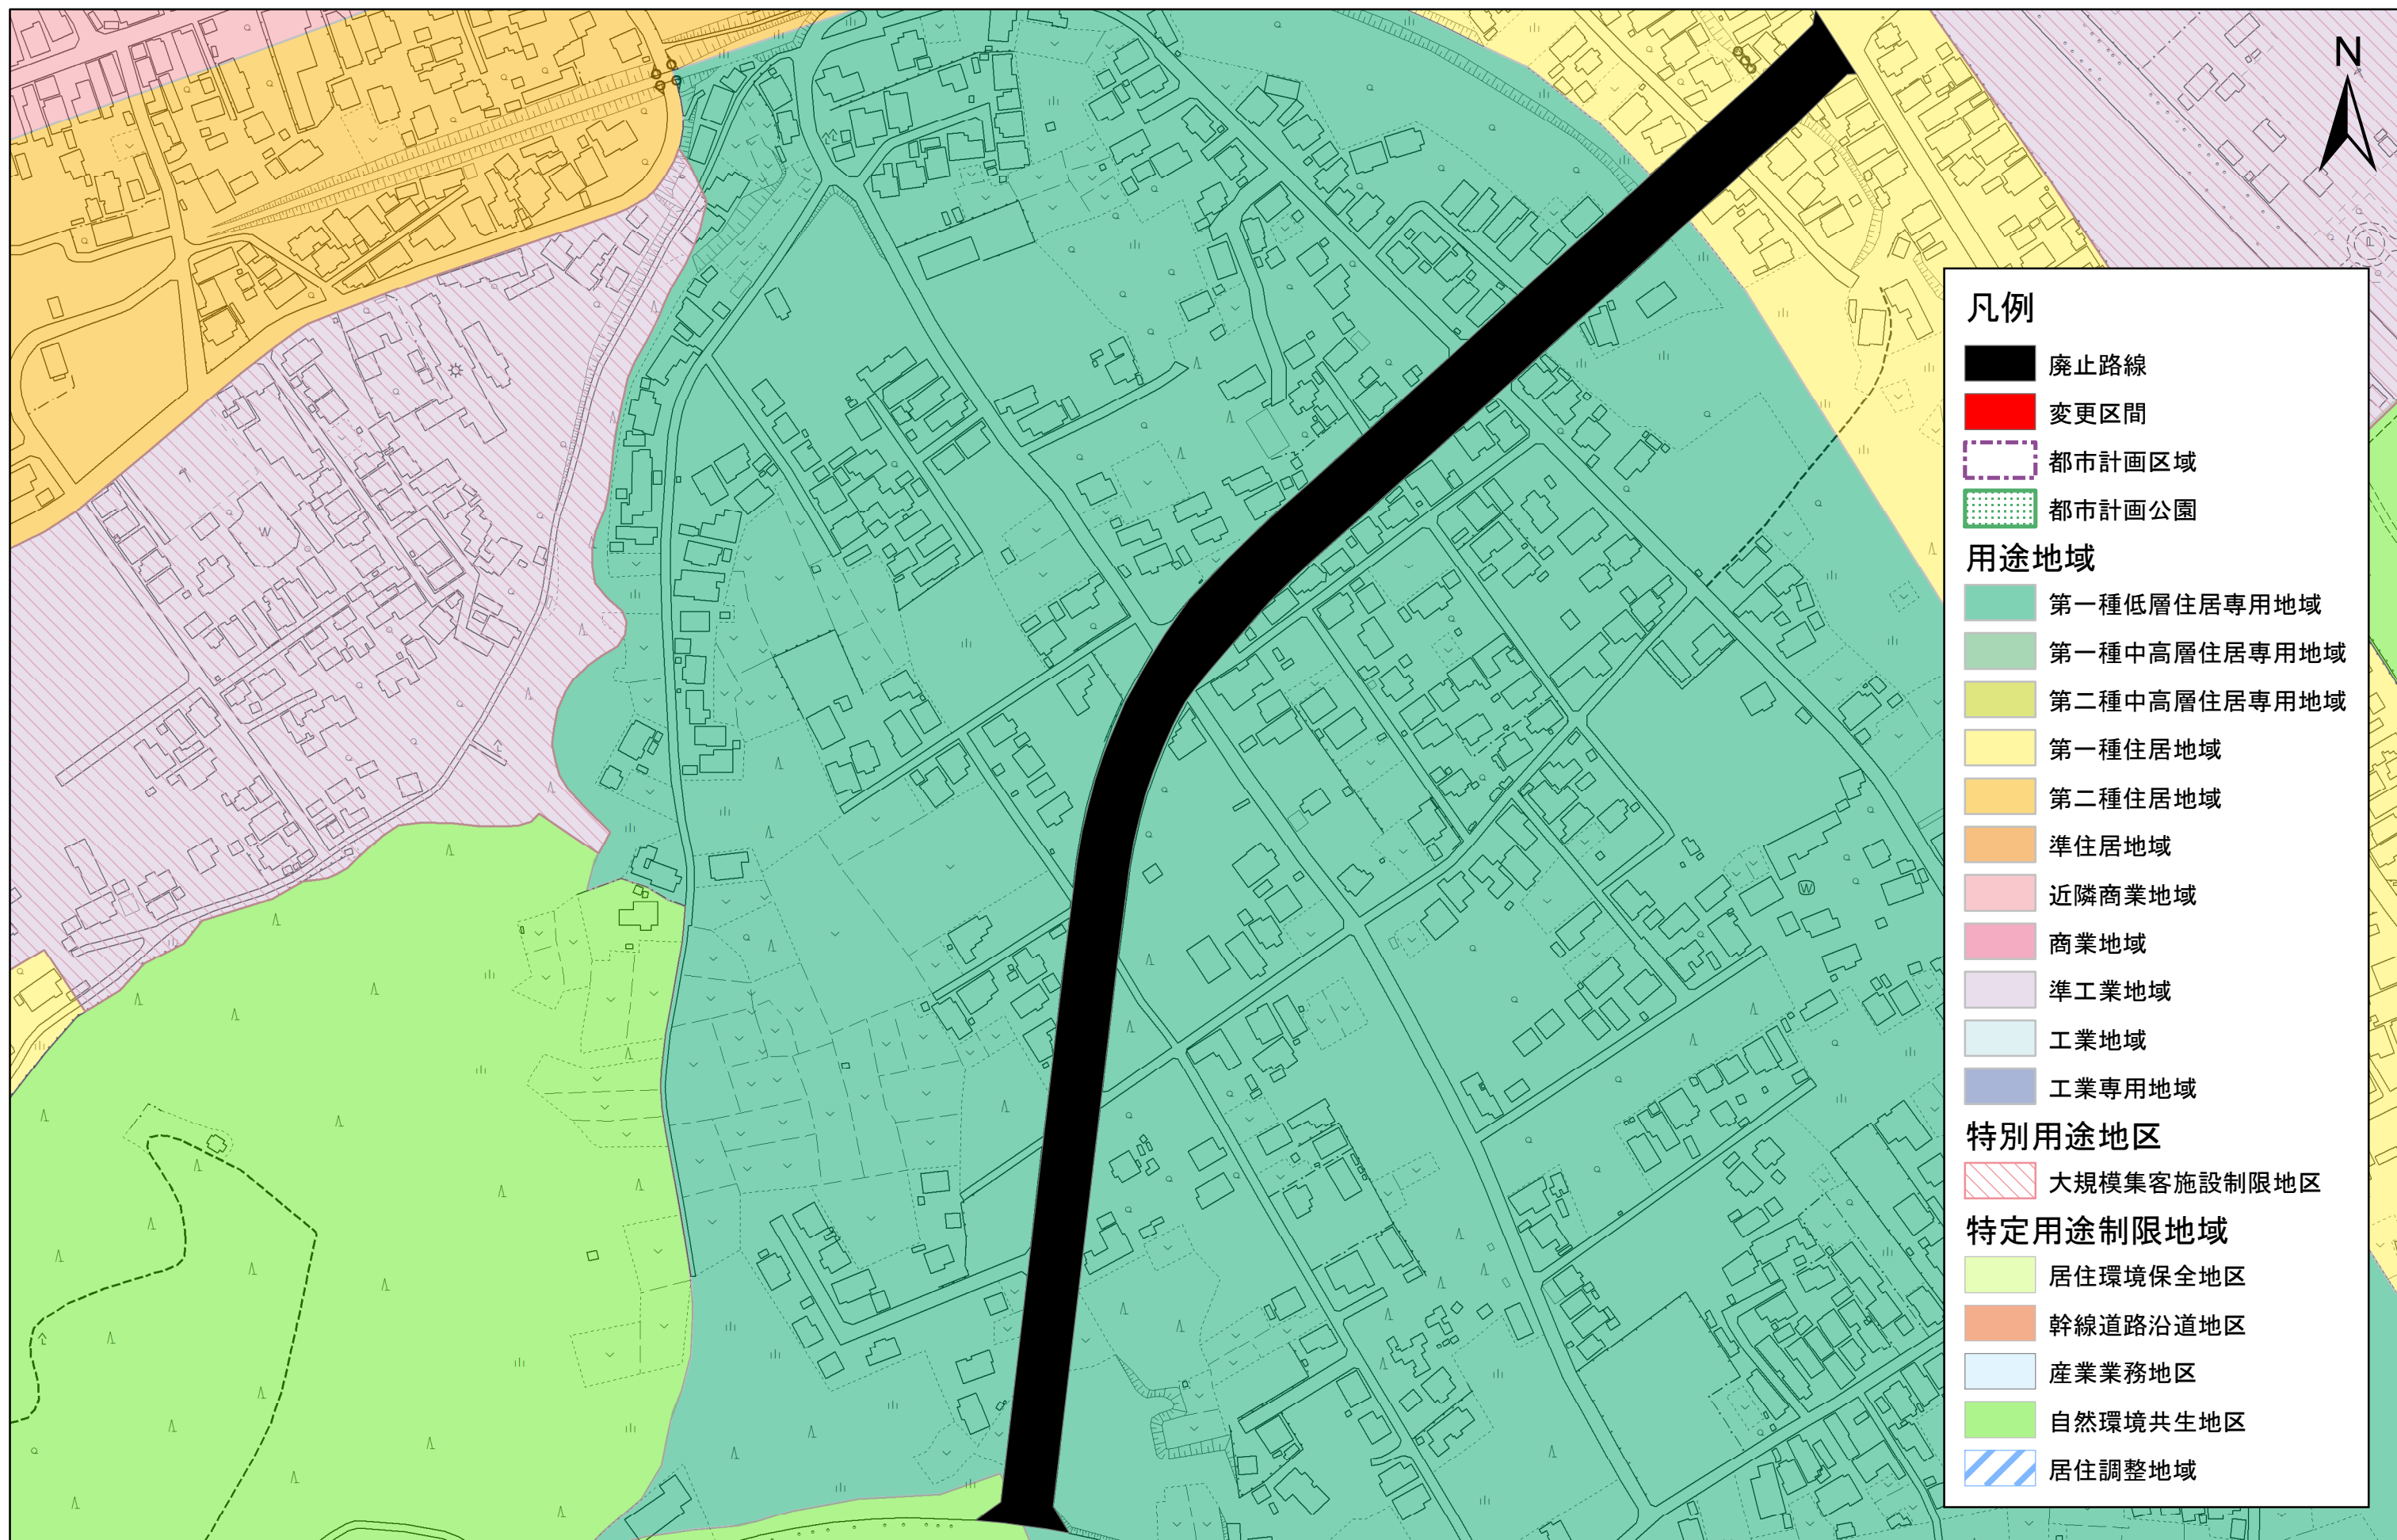 N
凡例
廃止路線
変更区間
都市計画区域
都市計画公園
用途地域
第一種低層住居専用地域
第一種中高層住居専用地域
第二種中高層住居専用地域
第一種住居地域
第二種住居地域
準住居地域
近隣商業地域
商業地域
準工業地域
工業地域
工業専用地域
特別用途地区
大規模集客施設制限地区
特定用途制限地域
居住環境保全地区
幹線道路沿道地区
産業業務地区
自然環境共生地区
居住調整地域
W
W